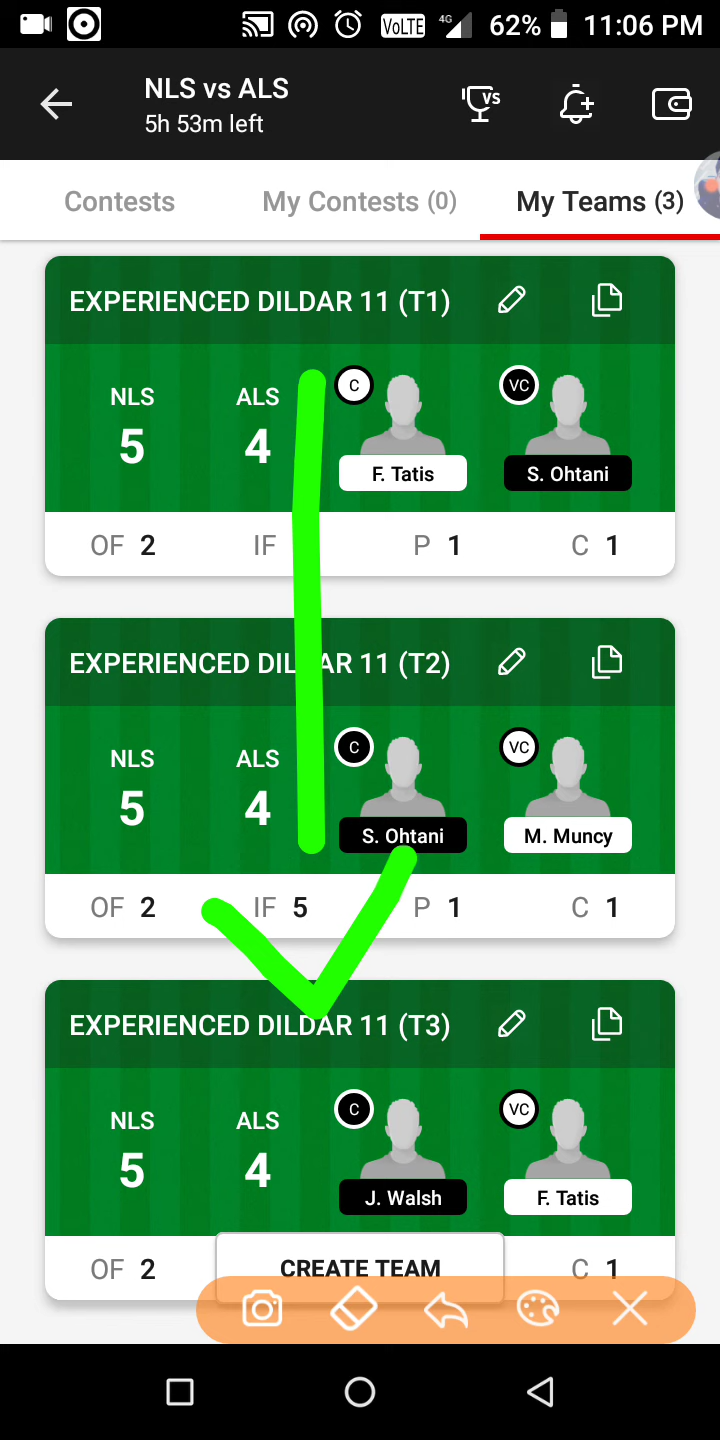 VoLTE 4G 62% 11:06 PM
NLS vs ALS
5h 53m left
VS
Contests My Contests (0) My Teams (3)
EXPERIENCED DILDAR 11 (T1)
NLS ALS C VC
5 4
F. Tatis S. Ohtani
OF 2 IF P 1 C 1
EXPERIENCED DILDAR 11 (T2)
NLS ALS C VC
5 4
S. Ohtani M. Muncy
OF 2 IF 5 P 1 C 1
EXPERIENCED DILDAR 11 (T3)
NLS ALS C VC
5 4
J. Walsh F. Tatis
OF 2 CREATE TEAM C 1